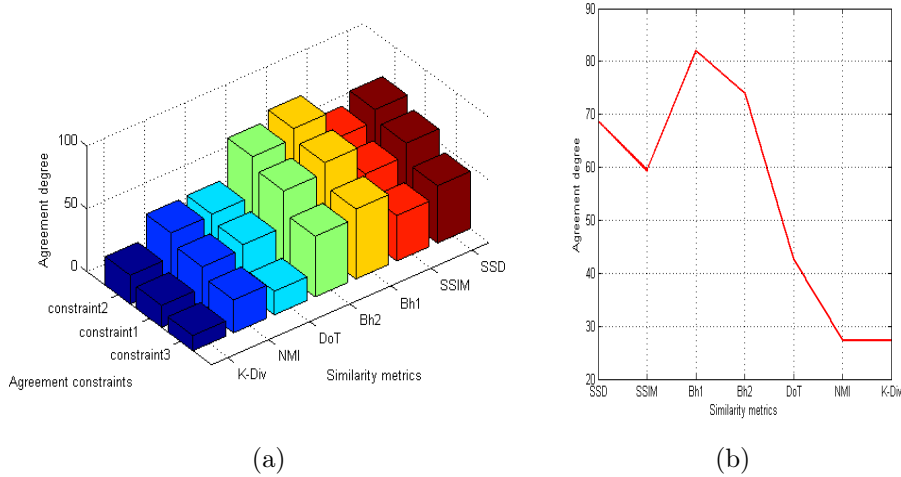 100
50
0
Agreement degree
constraint2
constraint1
constraint3
Agreement constraints
K-Div
NMI
DoT
Bh2
Bh1
SSIM
SSD
Similarity metrics
(a)
90
80
70
60
50
40
30
20
Agreement degree
SSD
SSIM
Bh1
Bh2
DoT
NMI
K-Div
Similarity metrics
(b)